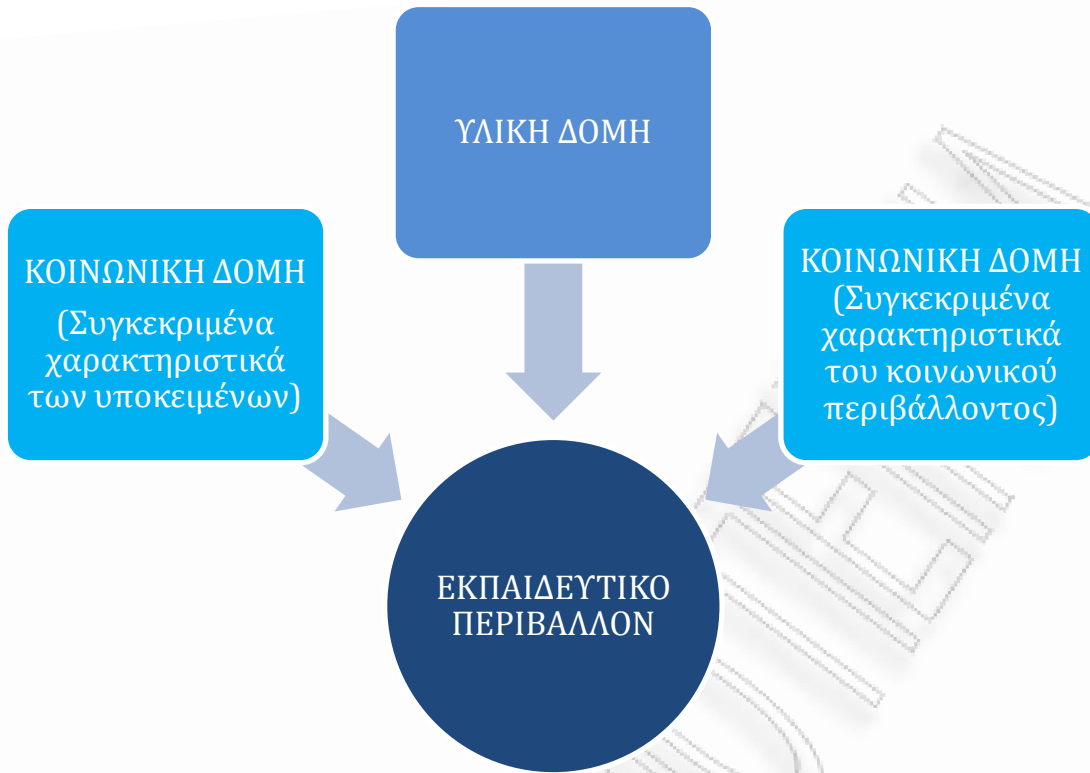 ΥΛΙΚΗ ΔΟΜΗ
ΚΟΙΝΩΝΙΚΗ ΔΟΜΗ
(Συγκεκριμένα
χαρακτηριστικά
των υποκειμένων)
ΚΟΙΝΩΝΙΚΗ ΔΟΜΗ
(Συγκεκριμένα
χαρακτηριστικά
του κοινωνικού
περιβάλλοντος)
ΕΚΠΑΙΔΕΥΤΙΚΟ
ΠΕΡΙΒΑΛΛΟΝ